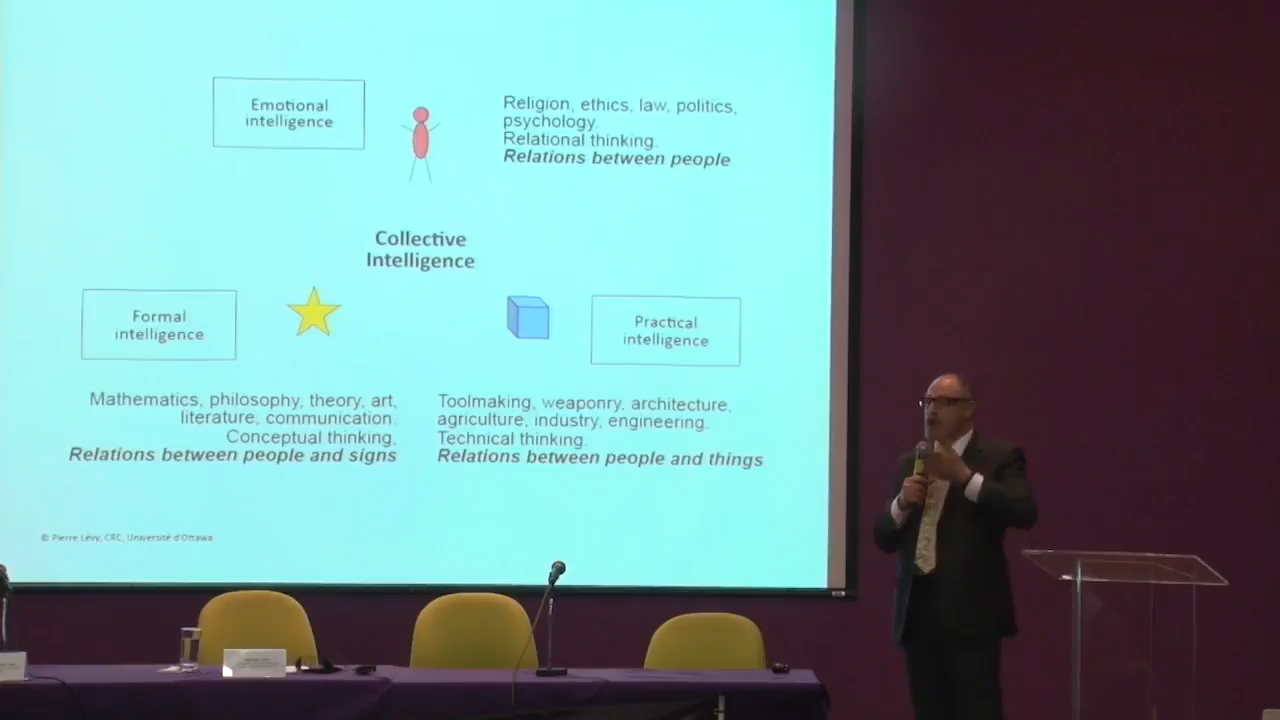 Emotional
intelligence
Religion, ethics, law, politics,
psychology.
Relational thinking.
Relations between people
Collective
Intelligence
Formal
intelligence
Practical
intelligence
Mathematics, philosophy, theory, art,
literature, communication.
Conceptual thinking,
Relations between people and signs
Toolmaking, weaponry, architecture,
agriculture, industry, engineering.
Technical thinking.
Relations between people and things
© Pierre Levy, CRC, Université d'Ottawa